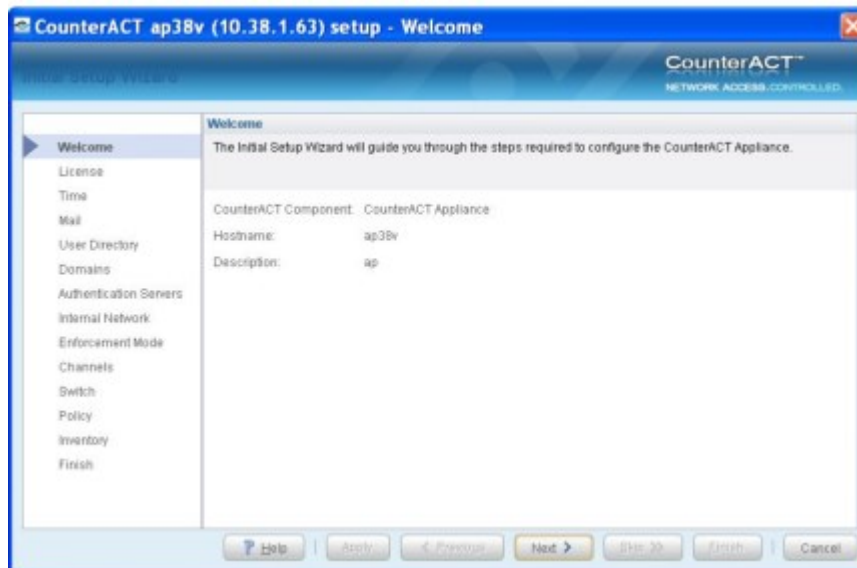 CounterACT ap38v (10.38.1.63) setup - Welcome
CounterACT™
NETWORK ACCESS. CONTROLLED.
Initial Setup Wizard
Welcome
License
Time
Mail
User Directory
Domains
Authentication Servers
Internal Network
Enforcement Mode
Channels
Switch
Policy
Inventory
Finish
Welcome
The Initial Setup Wizard will guide you through the steps required to configure the CounterACT Appliance.
CounterACT Component: CounterACT Appliance
Hostname: ap38v
Description: ap
? Help
Apply
< Previous
Next >
Skip >>
Finish
Cancel